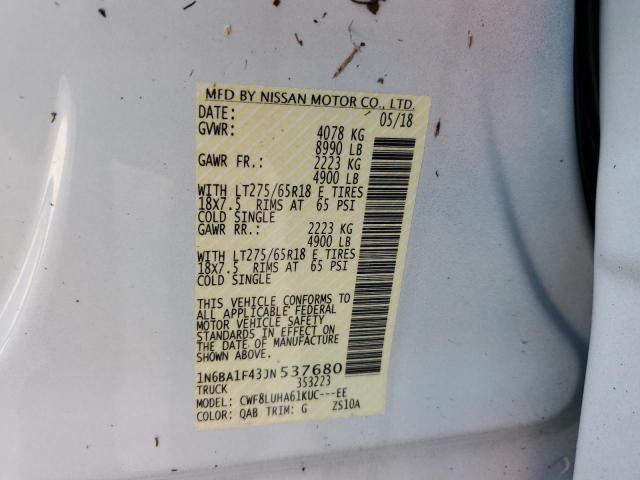 MFD BY NISSAN MOTOR CO., LTD.
DATE: 05/18
GVWR: 4078 KG
8990 LB
GAWR FR.: 2223 KG
4900 LB
WITH LT275/65R18 E TIRES
18x7.5 RIMS AT 65 PSI
COLD SINGLE
GAWR RR.: 2223 KG
4900 LB
WITH LT275/65R18 E TIRES
18x7.5 RIMS AT 65 PSI
COLD SINGLE
THIS VEHICLE CONFORMS TO
ALL APPLICABLE FEDERAL
MOTOR VEHICLE SAFETY
STANDARDS IN EFFECT ON
THE DATE OF MANUFACTURE
SHOWN ABOVE.
1N6BA1F43JN 537680
TRUCK 353223
MODEL: CWF8LUHA61KUC---EE
COLOR: QAB TRIM: G ZS10A